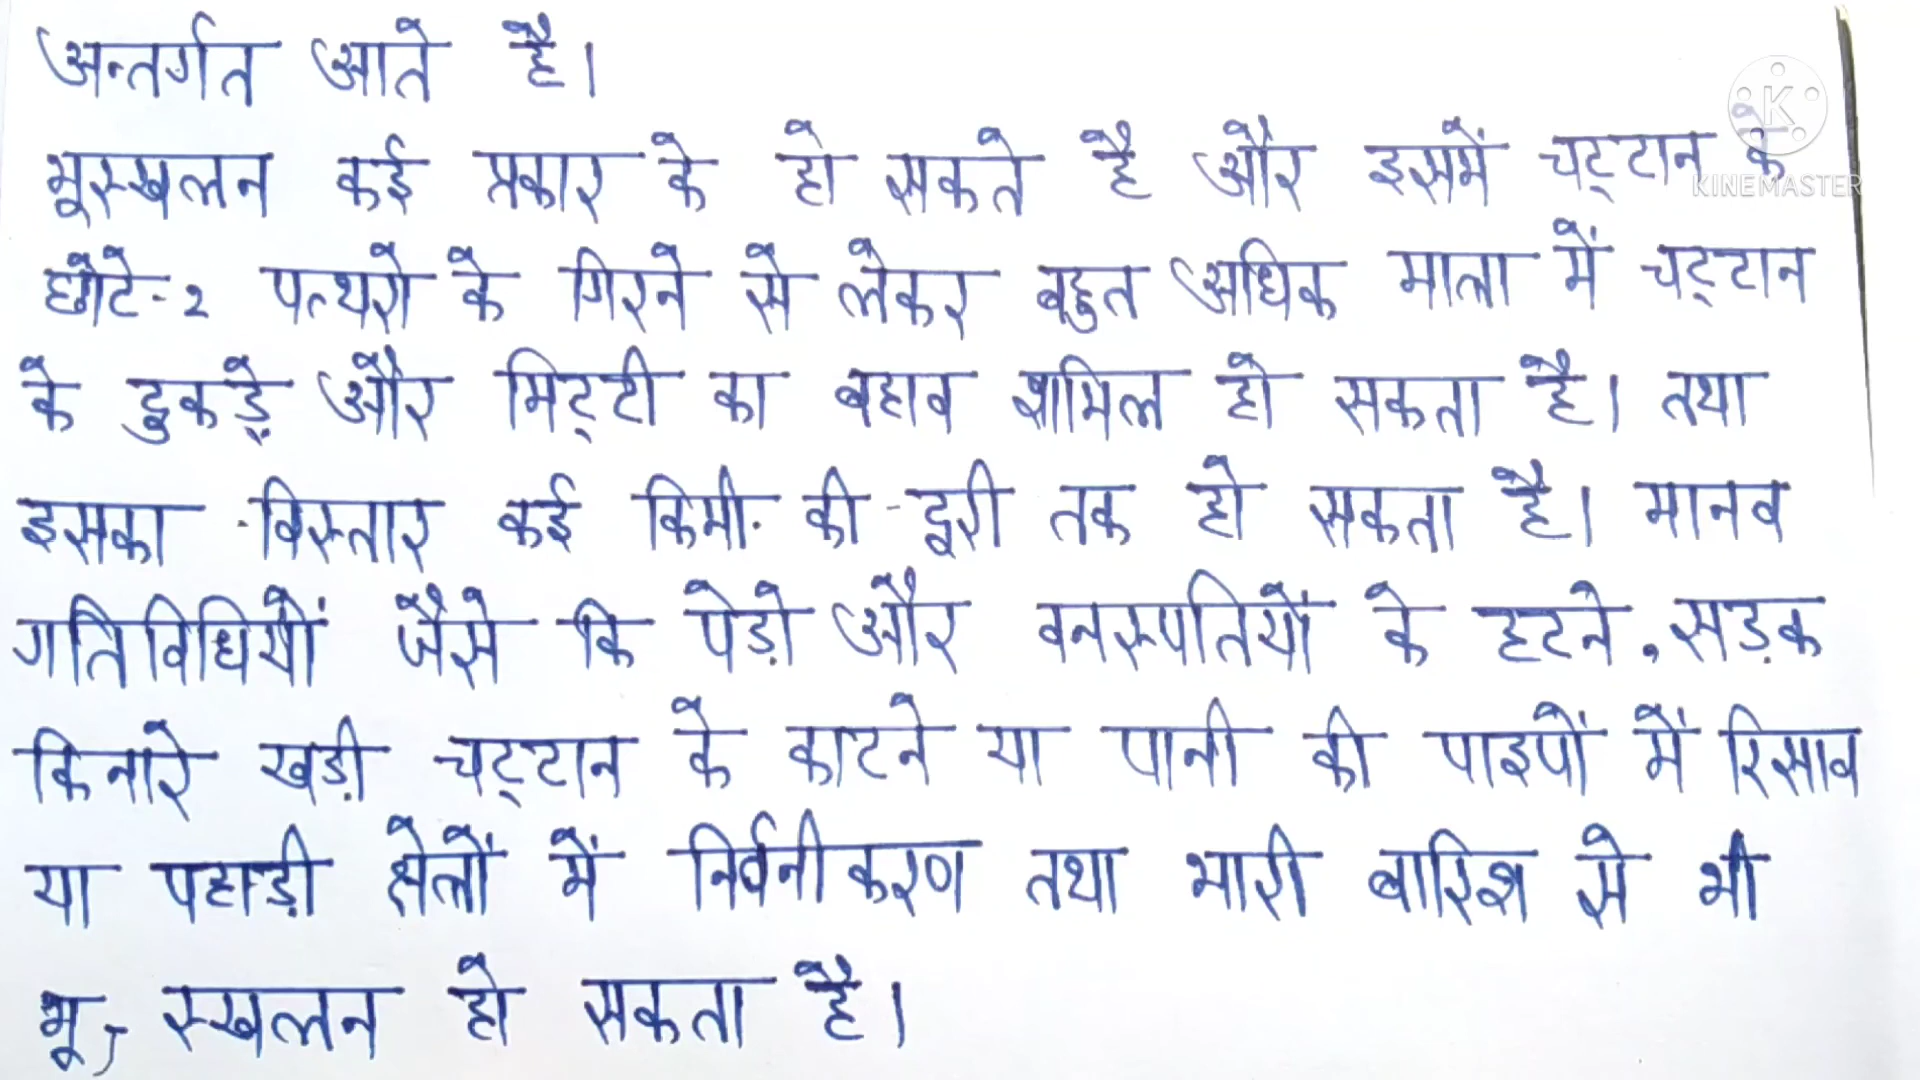 अन्तर्गत आते है।
भूस्खलन कई प्रकार के हो सकते है और इसमें चट्टान के
छोटे-२ पत्थरो के गिरने से लेकर बहुत अधिक मात्रा में चट्टान
के टुकड़े और मिट्टी का बहाव शामिल हो सकता है। तथा
इसका विस्तार कई किमी. की दूरी तक हो सकता है। मानव
गतिविधियों जैसे कि पेड़ो और वनस्पतियों के हटने, सड़क
किनारे खड़ी चट्टान के काटने या पानी की पाइपों में रिसाव
या पहाड़ी क्षेत्रों में निर्वनीकरण तथा भारी बारिश से भी
भू-स्खलन हो सकता है।
K
KINEMASTER